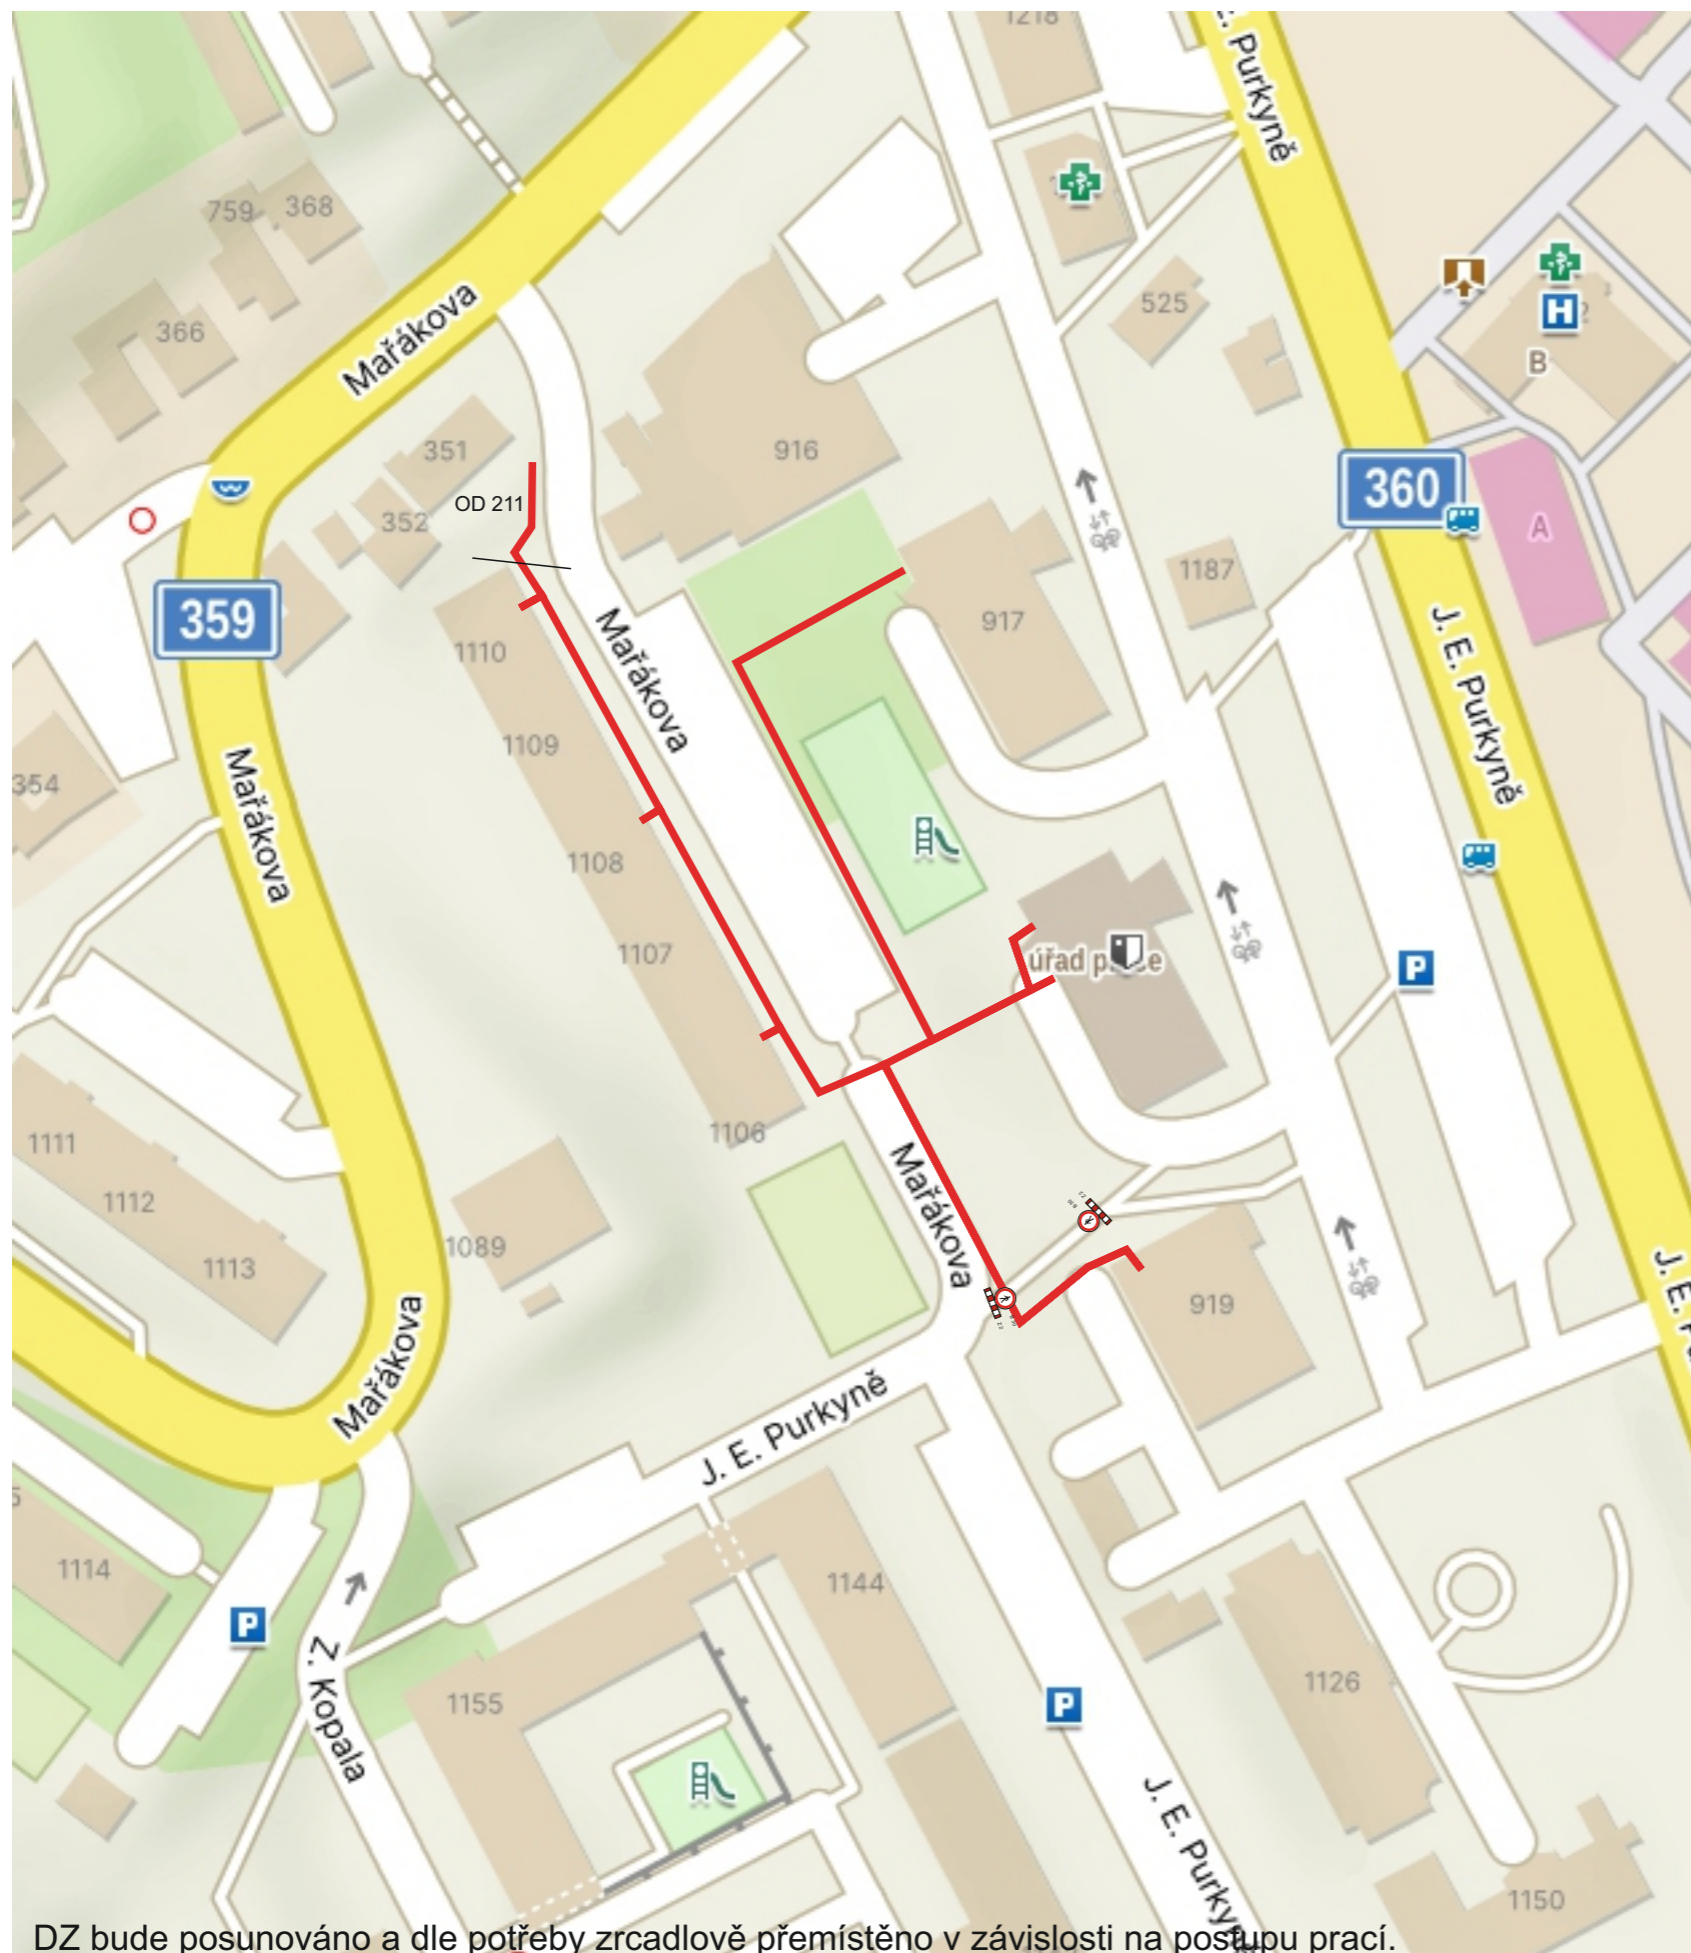 1218
J. E. Purkyně
759
368
366
Mařákova
525
B
351
916
352
OD 211
360
A
359
1110
Mařákova
917
1187
J. E. Purkyně
1109
354
Mařákova
1108
1107
úřad práce
P
1106
1111
1112
1113
1089
Mařákova
919
Mařákova
J. E. Purkyně
1114
1144
P
Z. Kopala
1155
1126
P
J. E. Purkyně
1150
DZ bude posunováno a dle potřeby zrcadlově přemístěno v závislosti na postupu prací.